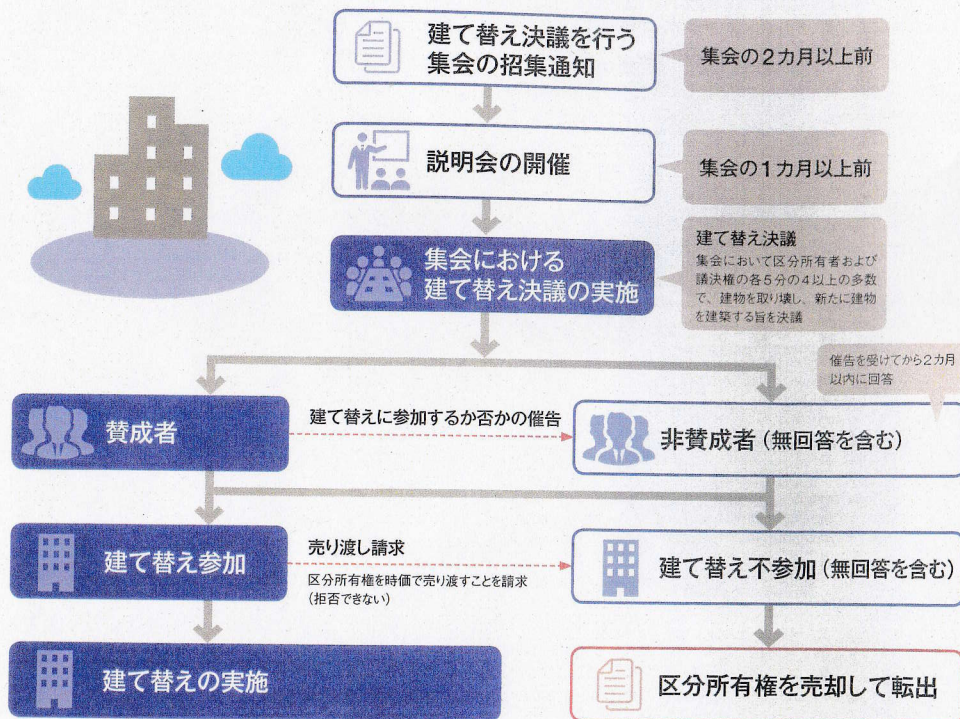 建て替え決議を行う
集会の招集通知
集会の2カ月以上前
説明会の開催
集会の1カ月以上前
集会における
建て替え決議の実施
建て替え決議
集会において区分所有者および
議決権の各5分の4以上の多数
で、建物を取り壊し、新たに建物
を建築する旨を決議
催告を受けてから2カ月
以内に回答
賛成者
建て替えに参加するか否かの催告
非賛成者（無回答を含む）
建て替え参加
売り渡し請求
区分所有権を時価で売り渡すことを請求
（拒否できない）
建て替え不参加（無回答を含む）
建て替えの実施
区分所有権を売却して転出